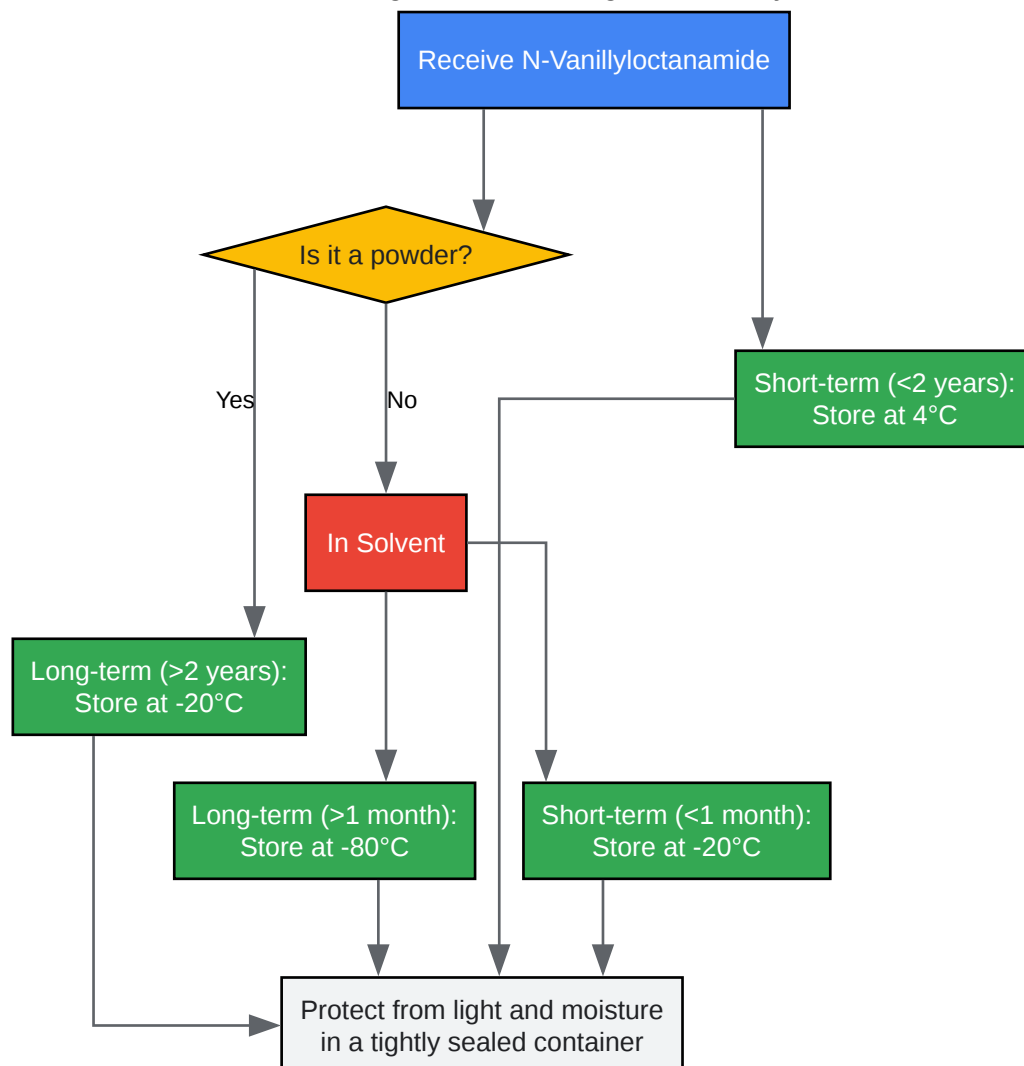 Receive N-Vanillyloctanamide
Is it a powder?
Yes
No
Short-term (<2 years):
Store at 4°C
In Solvent
Long-term (>2 years):
Store at -20°C
Long-term (>1 month):
Store at -80°C
Short-term (<1 month):
Store at -20°C
Protect from light and moisture
in a tightly sealed container